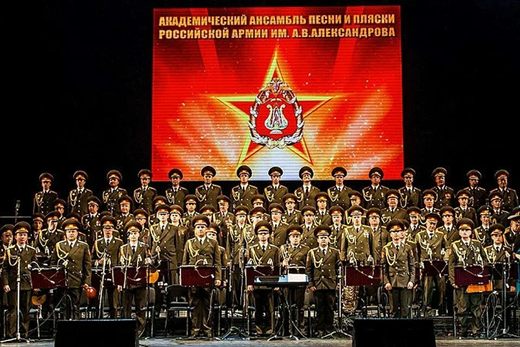 АКАДЕМИЧЕСКИЙ АНСАМБЛЬ ПЕСНИ И ПЛЯСКИ
РОССИЙСКОЙ АРМИИ ИМ. А.В.АЛЕКСАНДРОВА